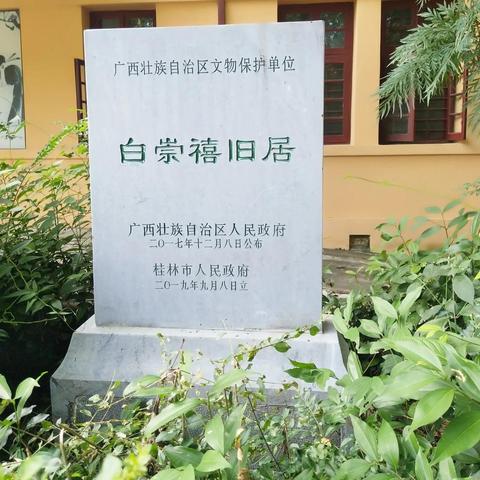 广西壮族自治区文物保护单位
白崇禧旧居
广西壮族自治区人民政府
二〇一七年十二月八日公布
桂林市人民政府
二〇一九年九月八日立